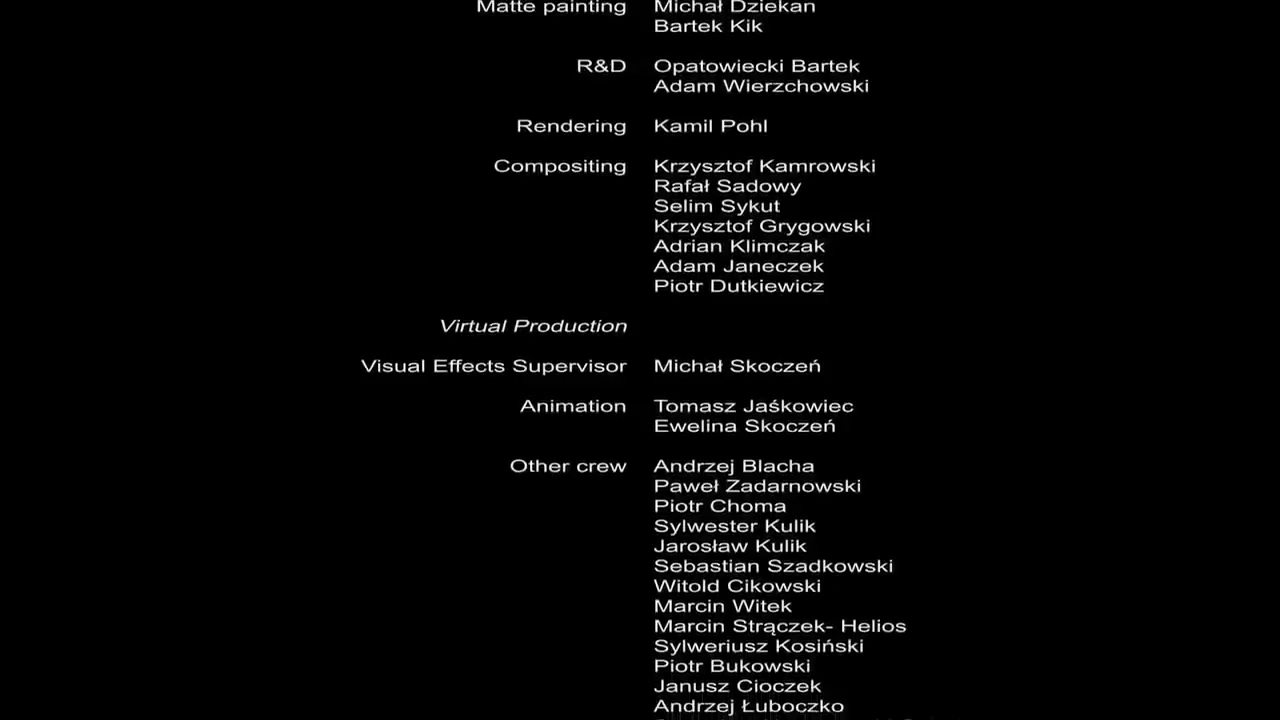 Matte painting Michał Dziekan
Bartek Kik
R&D Opatowiecki Bartek
Adam Wierzchowski
Rendering Kamil Pohl
Compositing Krzysztof Kamrowski
Rafał Sadowy
Selim Sykut
Krzysztof Grygowski
Adrian Klimczak
Adam Janeczek
Piotr Dutkiewicz
Virtual Production
Visual Effects Supervisor Michał Skoczeń
Animation Tomasz Jaśkowiec
Ewelina Skoczeń
Other crew Andrzej Blacha
Paweł Zadarnowski
Piotr Choma
Sylwester Kulik
Jarosław Kulik
Sebastian Szadkowski
Witold Cikowski
Marcin Witek
Marcin Strączek- Helios
Sylweriusz Kosiński
Piotr Bukowski
Janusz Cioczek
Andrzej Łuboczko